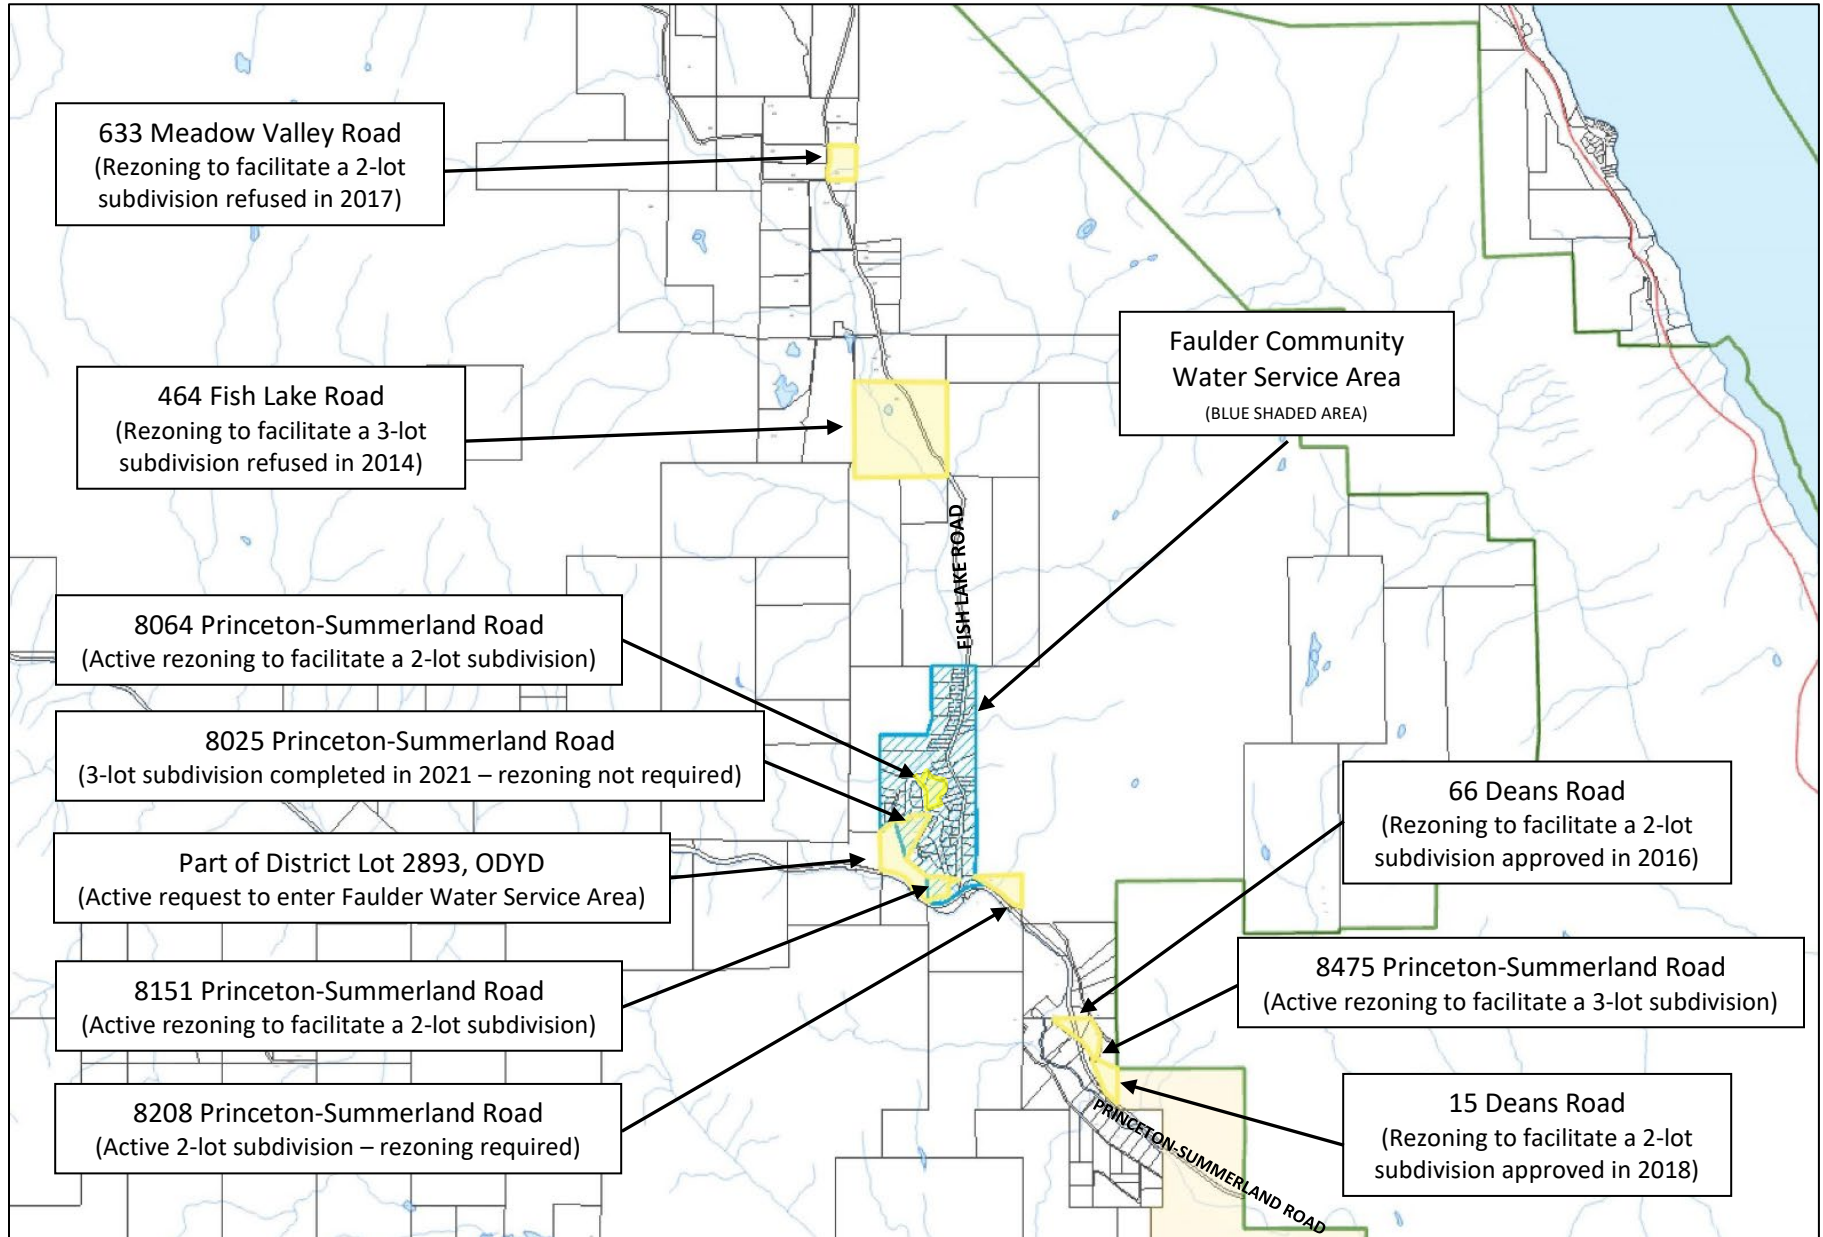 633 Meadow Valley Road
(Rezoning to facilitate a 2-lot
subdivision refused in 2017)
464 Fish Lake Road
(Rezoning to facilitate a 3-lot
subdivision refused in 2014)
Faulder Community
Water Service Area
(BLUE SHADED AREA)
FISH LAKE ROAD
8064 Princeton-Summerland Road
(Active rezoning to facilitate a 2-lot subdivision)
8025 Princeton-Summerland Road
(3-lot subdivision completed in 2021 – rezoning not required)
Part of District Lot 2893, ODYD
(Active request to enter Faulder Water Service Area)
8151 Princeton-Summerland Road
(Active rezoning to facilitate a 2-lot subdivision)
8208 Princeton-Summerland Road
(Active 2-lot subdivision – rezoning required)
66 Deans Road
(Rezoning to facilitate a 2-lot
subdivision approved in 2016)
8475 Princeton-Summerland Road
(Active rezoning to facilitate a 3-lot subdivision)
15 Deans Road
(Rezoning to facilitate a 2-lot
subdivision approved in 2018)
PRINCETON-SUMMERLAND ROAD